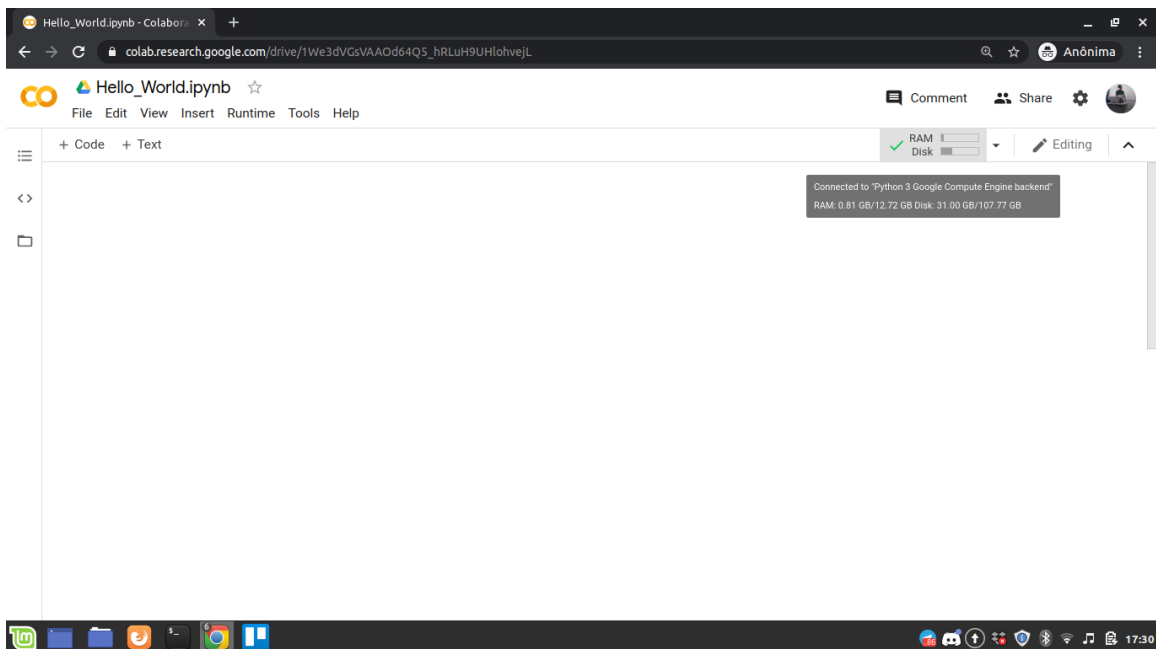 Hello_World.ipynb - Colabora
colab.research.google.com/drive/1We3dVGsVAAOd64Q5_hRLuH9UHlohvejL
Anônima
Hello_World.ipynb
File Edit View Insert Runtime Tools Help
Comment Share
+ Code + Text
RAM
Disk
Editing
Connected to "Python 3 Google Compute Engine backend"
RAM: 0.81 GB/12.72 GB Disk: 31.00 GB/107.77 GB
6
86
17:30